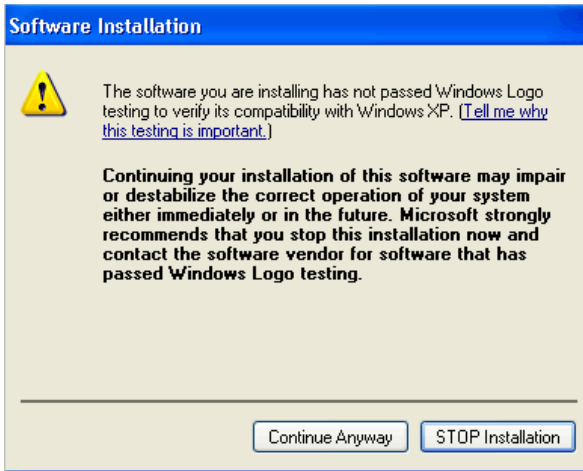 Software Installation
The software you are installing has not passed Windows Logo
testing to verify its compatibility with Windows XP. (Tell me why
this testing is important.)
Continuing your installation of this software may impair
or destabilize the correct operation of your system
either immediately or in the future. Microsoft strongly
recommends that you stop this installation now and
contact the software vendor for software that has
passed Windows Logo testing.
Continue Anyway
STOP Installation